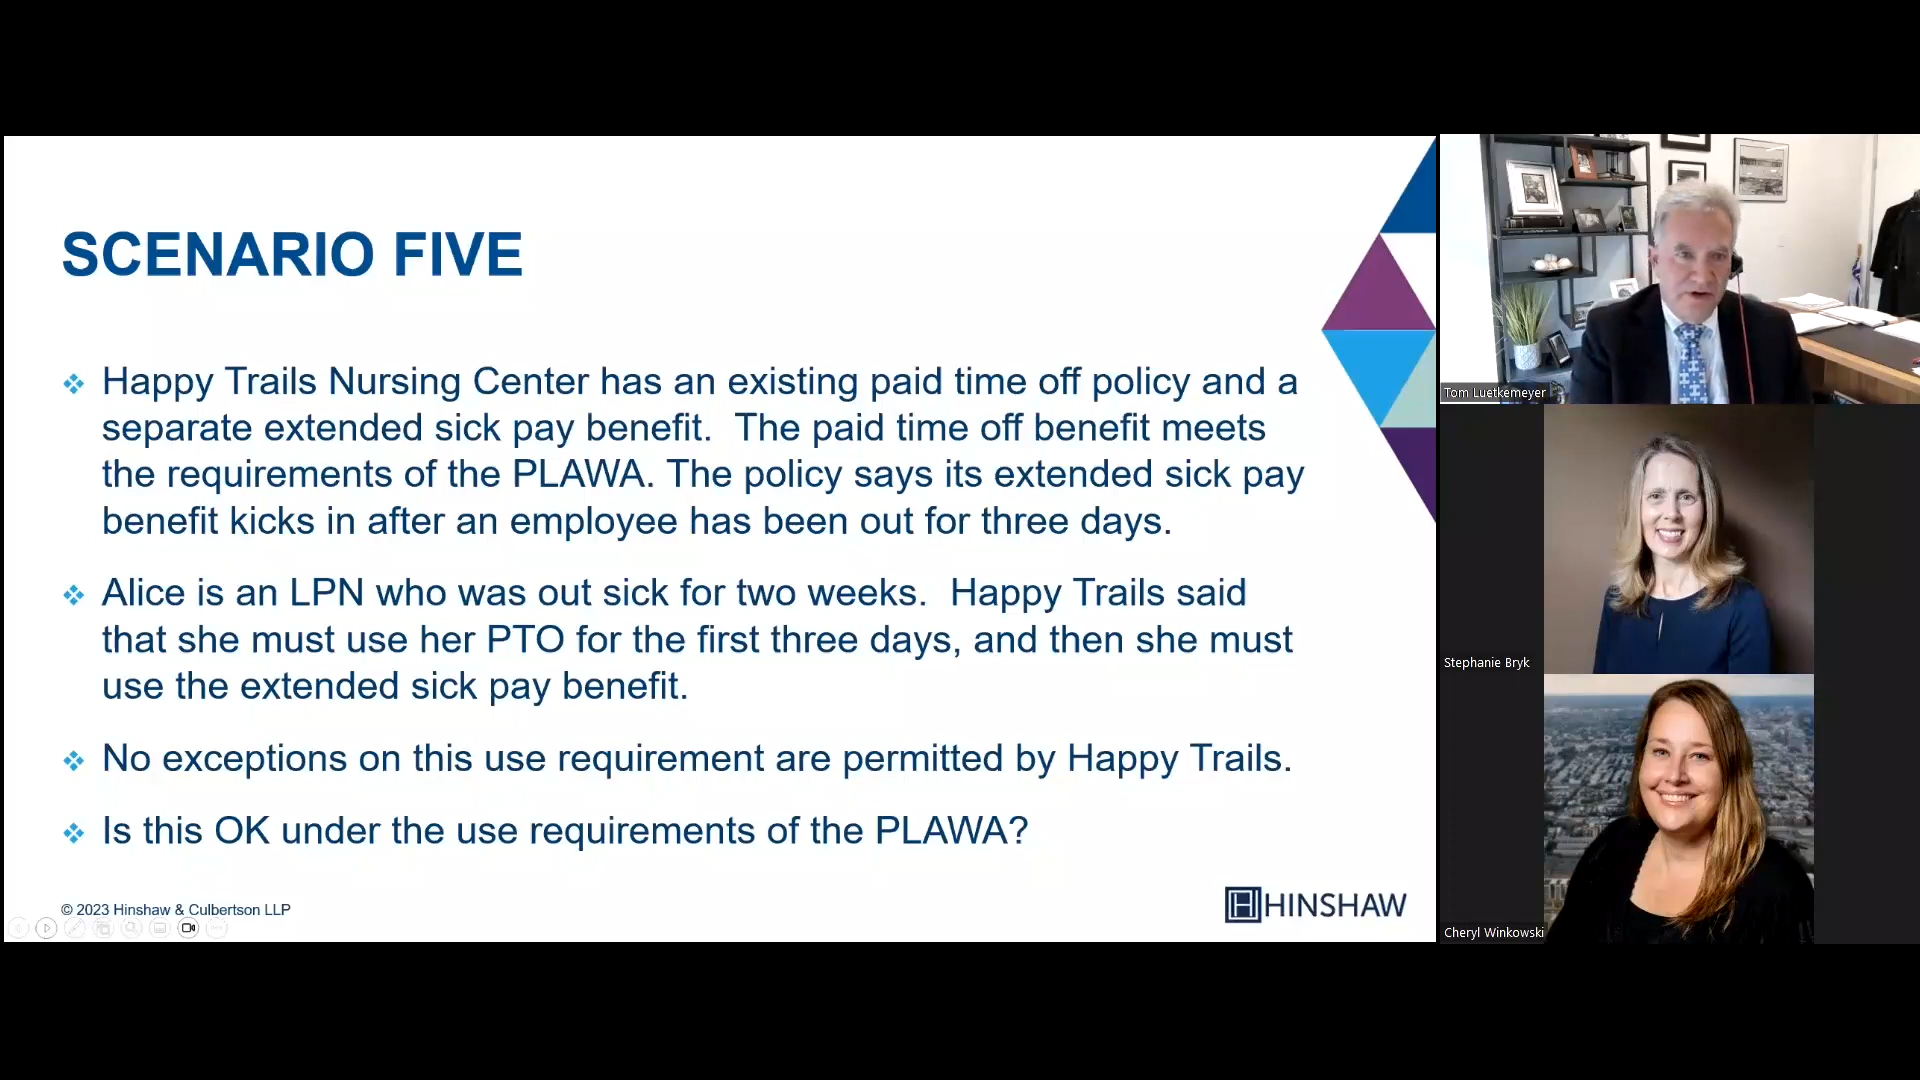 SCENARIO FIVE
Happy Trails Nursing Center has an existing paid time off policy and a
separate extended sick pay benefit.  The paid time off benefit meets
the requirements of the PLAWA. The policy says its extended sick pay
benefit kicks in after an employee has been out for three days.
Alice is an LPN who was out sick for two weeks.  Happy Trails said
that she must use her PTO for the first three days, and then she must
use the extended sick pay benefit.
No exceptions on this use requirement are permitted by Happy Trails.
Is this OK under the use requirements of the PLAWA?
© 2023 Hinshaw & Culbertson LLP
HINSHAW
Tom Luetkemeyer
Stephanie Bryk
Cheryl Winkowski